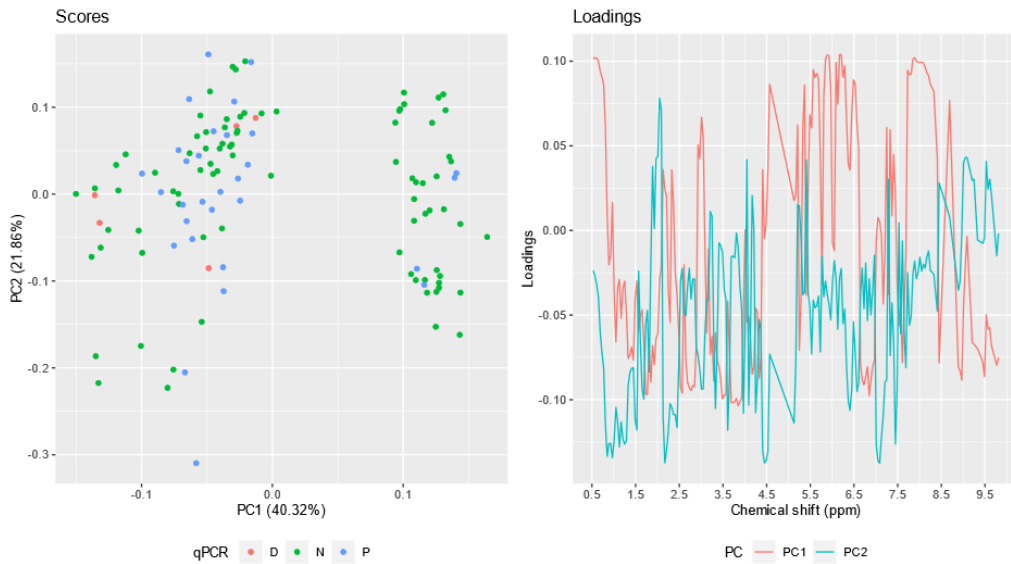 Scores
Loadings
0.1
0.0
-0.1
-0.2
-0.3
PC2 (21.86%)
-0.1
0.0
0.1
PC1 (40.32%)
qPCR
D
N
P
0.10
0.05
0.00
-0.05
-0.10
Loadings
0.5 1.5 2.5 3.5 4.5 5.5 6.5 7.5 8.5 9.5
Chemical shift (ppm)
PC
PC1
PC2